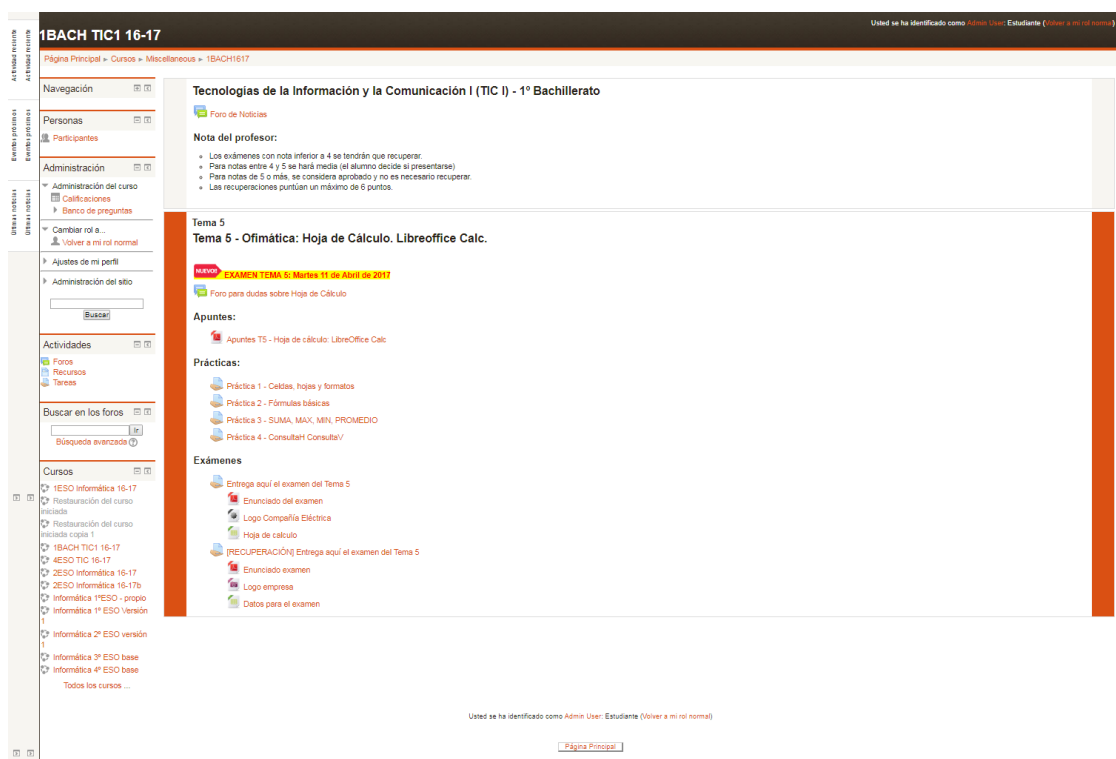 Usted se ha identificado como Admin User: Estudiante (Volver a mi rol normal)
1BACH TIC1 16-17
Página Principal ► Cursos ► Miscellaneous ► 1BACH1617
Actividad reciente
Actividad reciente
Eventos próximos
Eventos próximos
Últimas noticias
Últimas noticias
Navegación
Personas
Participantes
Administración
Administración del curso
Calificaciones
Banco de preguntas
Cambiar rol a...
Volver a mi rol normal
Ajustes de mi perfil
Administración del sitio
Buscar
Actividades
Foros
Recursos
Tareas
Buscar en los foros
Ir
Búsqueda avanzada
Cursos
1ESO Informática 16-17
Restauración del curso
iniciada
Restauración del curso
iniciada copia 1
1BACH TIC1 16-17
4ESO TIC 16-17
2ESO Informática 16-17
2ESO Informática 16-17b
Informática 1ºESO - propio
Informática 1º ESO Versión
1
Informática 2º ESO versión
1
Informática 3º ESO base
Informática 4º ESO base
Todos los cursos ...
Tecnologías de la Información y la Comunicación I (TIC I) - 1º Bachillerato
Foro de Noticias
Nota del profesor:
Los exámenes con nota inferior a 4 se tendrán que recuperar.
Para notas entre 4 y 5 se hará media (el alumno decide si presentarse)
Para notas de 5 o más, se considera aprobado y no es necesario recuperar.
Las recuperaciones puntúan un máximo de 6 puntos.
Tema 5
Tema 5 - Ofimática: Hoja de Cálculo. Libreoffice Calc.
NUEVOS EXAMEN TEMA 5: Martes 11 de Abril de 2017
Foro para dudas sobre Hoja de Cálculo
Apuntes:
Apuntes T5 - Hoja de cálculo: LibreOffice Calc
Prácticas:
Práctica 1 - Celdas, hojas y formatos
Práctica 2 - Fórmulas básicas
Práctica 3 - SUMA, MAX, MIN, PROMEDIO
Práctica 4 - ConsultaH ConsultaV
Exámenes
Entrega aquí el examen del Tema 5
Enunciado del examen
Logo Compañía Eléctrica
Hoja de calculo
[RECUPERACIÓN] Entrega aquí el examen del Tema 5
Enunciado examen
Logo empresa
Datos para el examen
Usted se ha identificado como Admin User: Estudiante (Volver a mi rol normal)
Página Principal